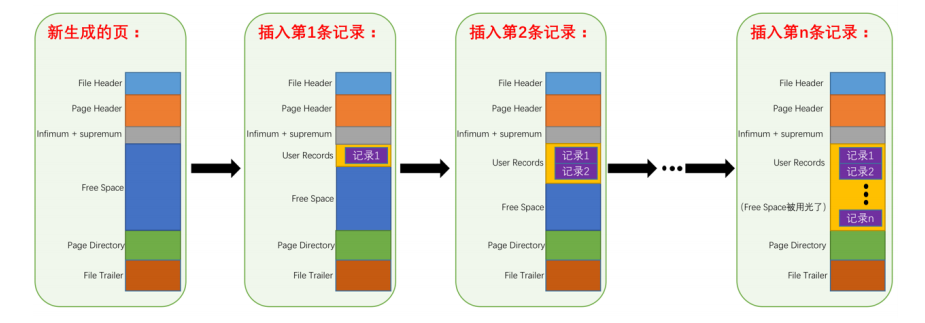 新生成的页：
File Header
Page Header
Infimum + supremum
Free Space
Page Directory
File Trailer
插入第1条记录：
File Header
Page Header
Infimum + supremum
User Records
记录1
Free Space
Page Directory
File Trailer
插入第2条记录：
File Header
Page Header
Infimum + supremum
User Records
记录1
记录2
Free Space
Page Directory
File Trailer
插入第n条记录：
File Header
Page Header
Infimum + supremum
User Records
记录1
记录2
（Free Space被用光了）
记录n
Page Directory
File Trailer